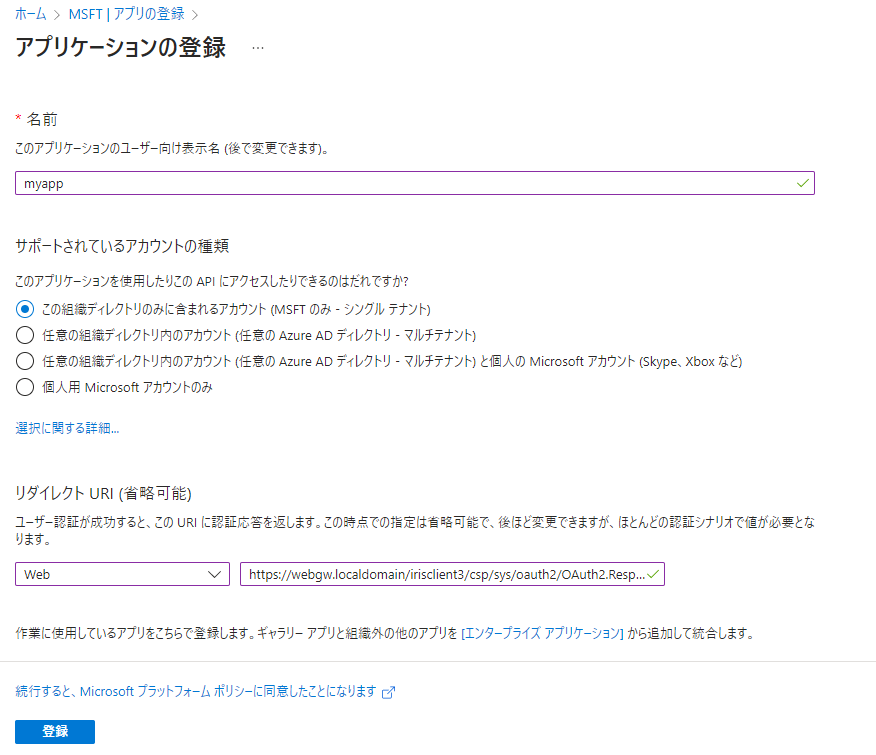 ホーム > MSFT | アプリの登録 >
アプリケーションの登録 …
* 名前
このアプリケーションのユーザー向け表示名 (後で変更できます)。
myapp
サポートされているアカウントの種類
このアプリケーションを使用したりこの API にアクセスしたりできるのはだれですか?
この組織ディレクトリのみに含まれるアカウント (MSFT のみ - シングル テナント)
任意の組織ディレクトリ内のアカウント (任意の Azure AD ディレクトリ - マルチテナント)
任意の組織ディレクトリ内のアカウント (任意の Azure AD ディレクトリ - マルチテナント) と個人の Microsoft アカウント (Skype、Xbox など)
個人用 Microsoft アカウントのみ
選択に関する詳細...
リダイレクト URI (省略可能)
ユーザー認証が成功すると、この URI に認証応答を返します。この時点での指定は省略可能で、後ほど変更できますが、ほとんどの認証シナリオで値が必要とな
ります。
Web https://webgw.localdomain/irisclient3/csp/sys/oauth2/OAuth2.Resp...
作業に使用しているアプリをこちらで登録します。ギャラリー アプリと組織外の他のアプリを [エンタープライズ アプリケーション] から追加して統合します。
続行すると、Microsoft プラットフォーム ポリシーに同意したことになります
登録